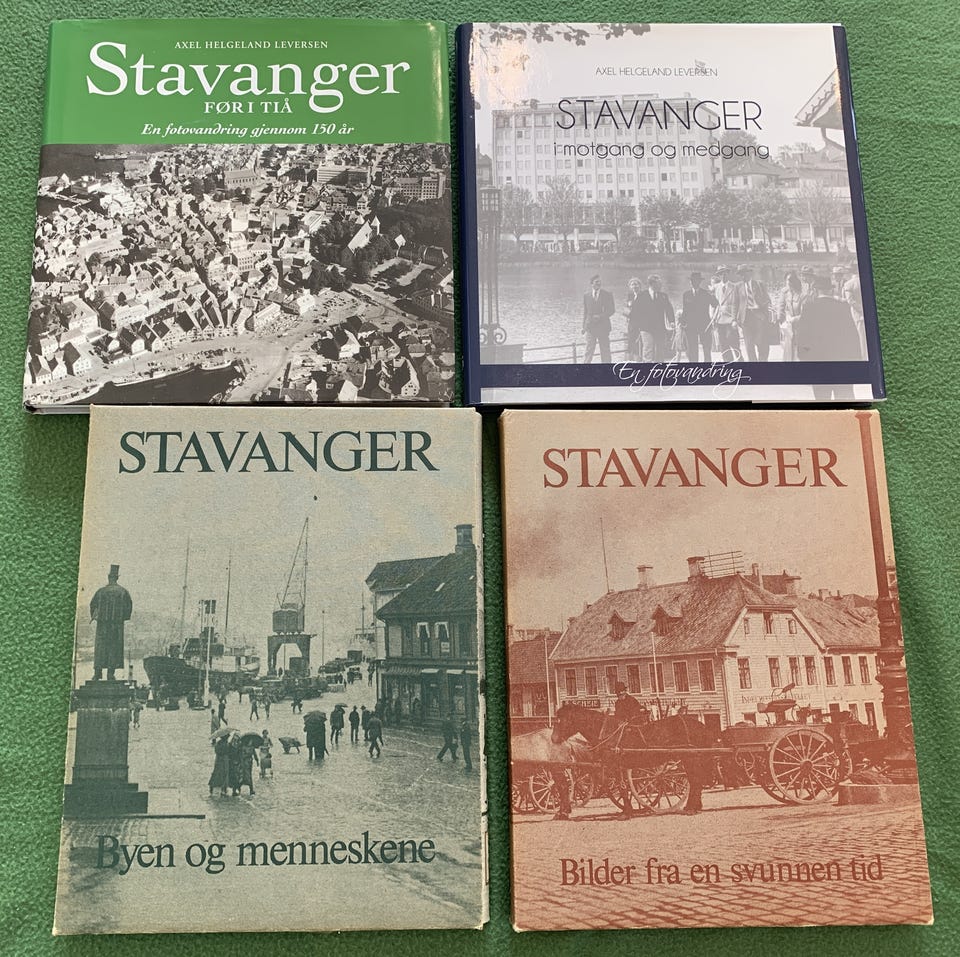 AXEL HELGELAND LEVERSEN
Stavanger
FØR I TIÅ
En fotovandring gjennom 150 år
AXEL HELGELAND LEVERSEN
STAVANGER
i motgang og medgang
En fotovandring
STAVANGER
Byen og menneskene
STAVANGER
Bilder fra en svunnen tid